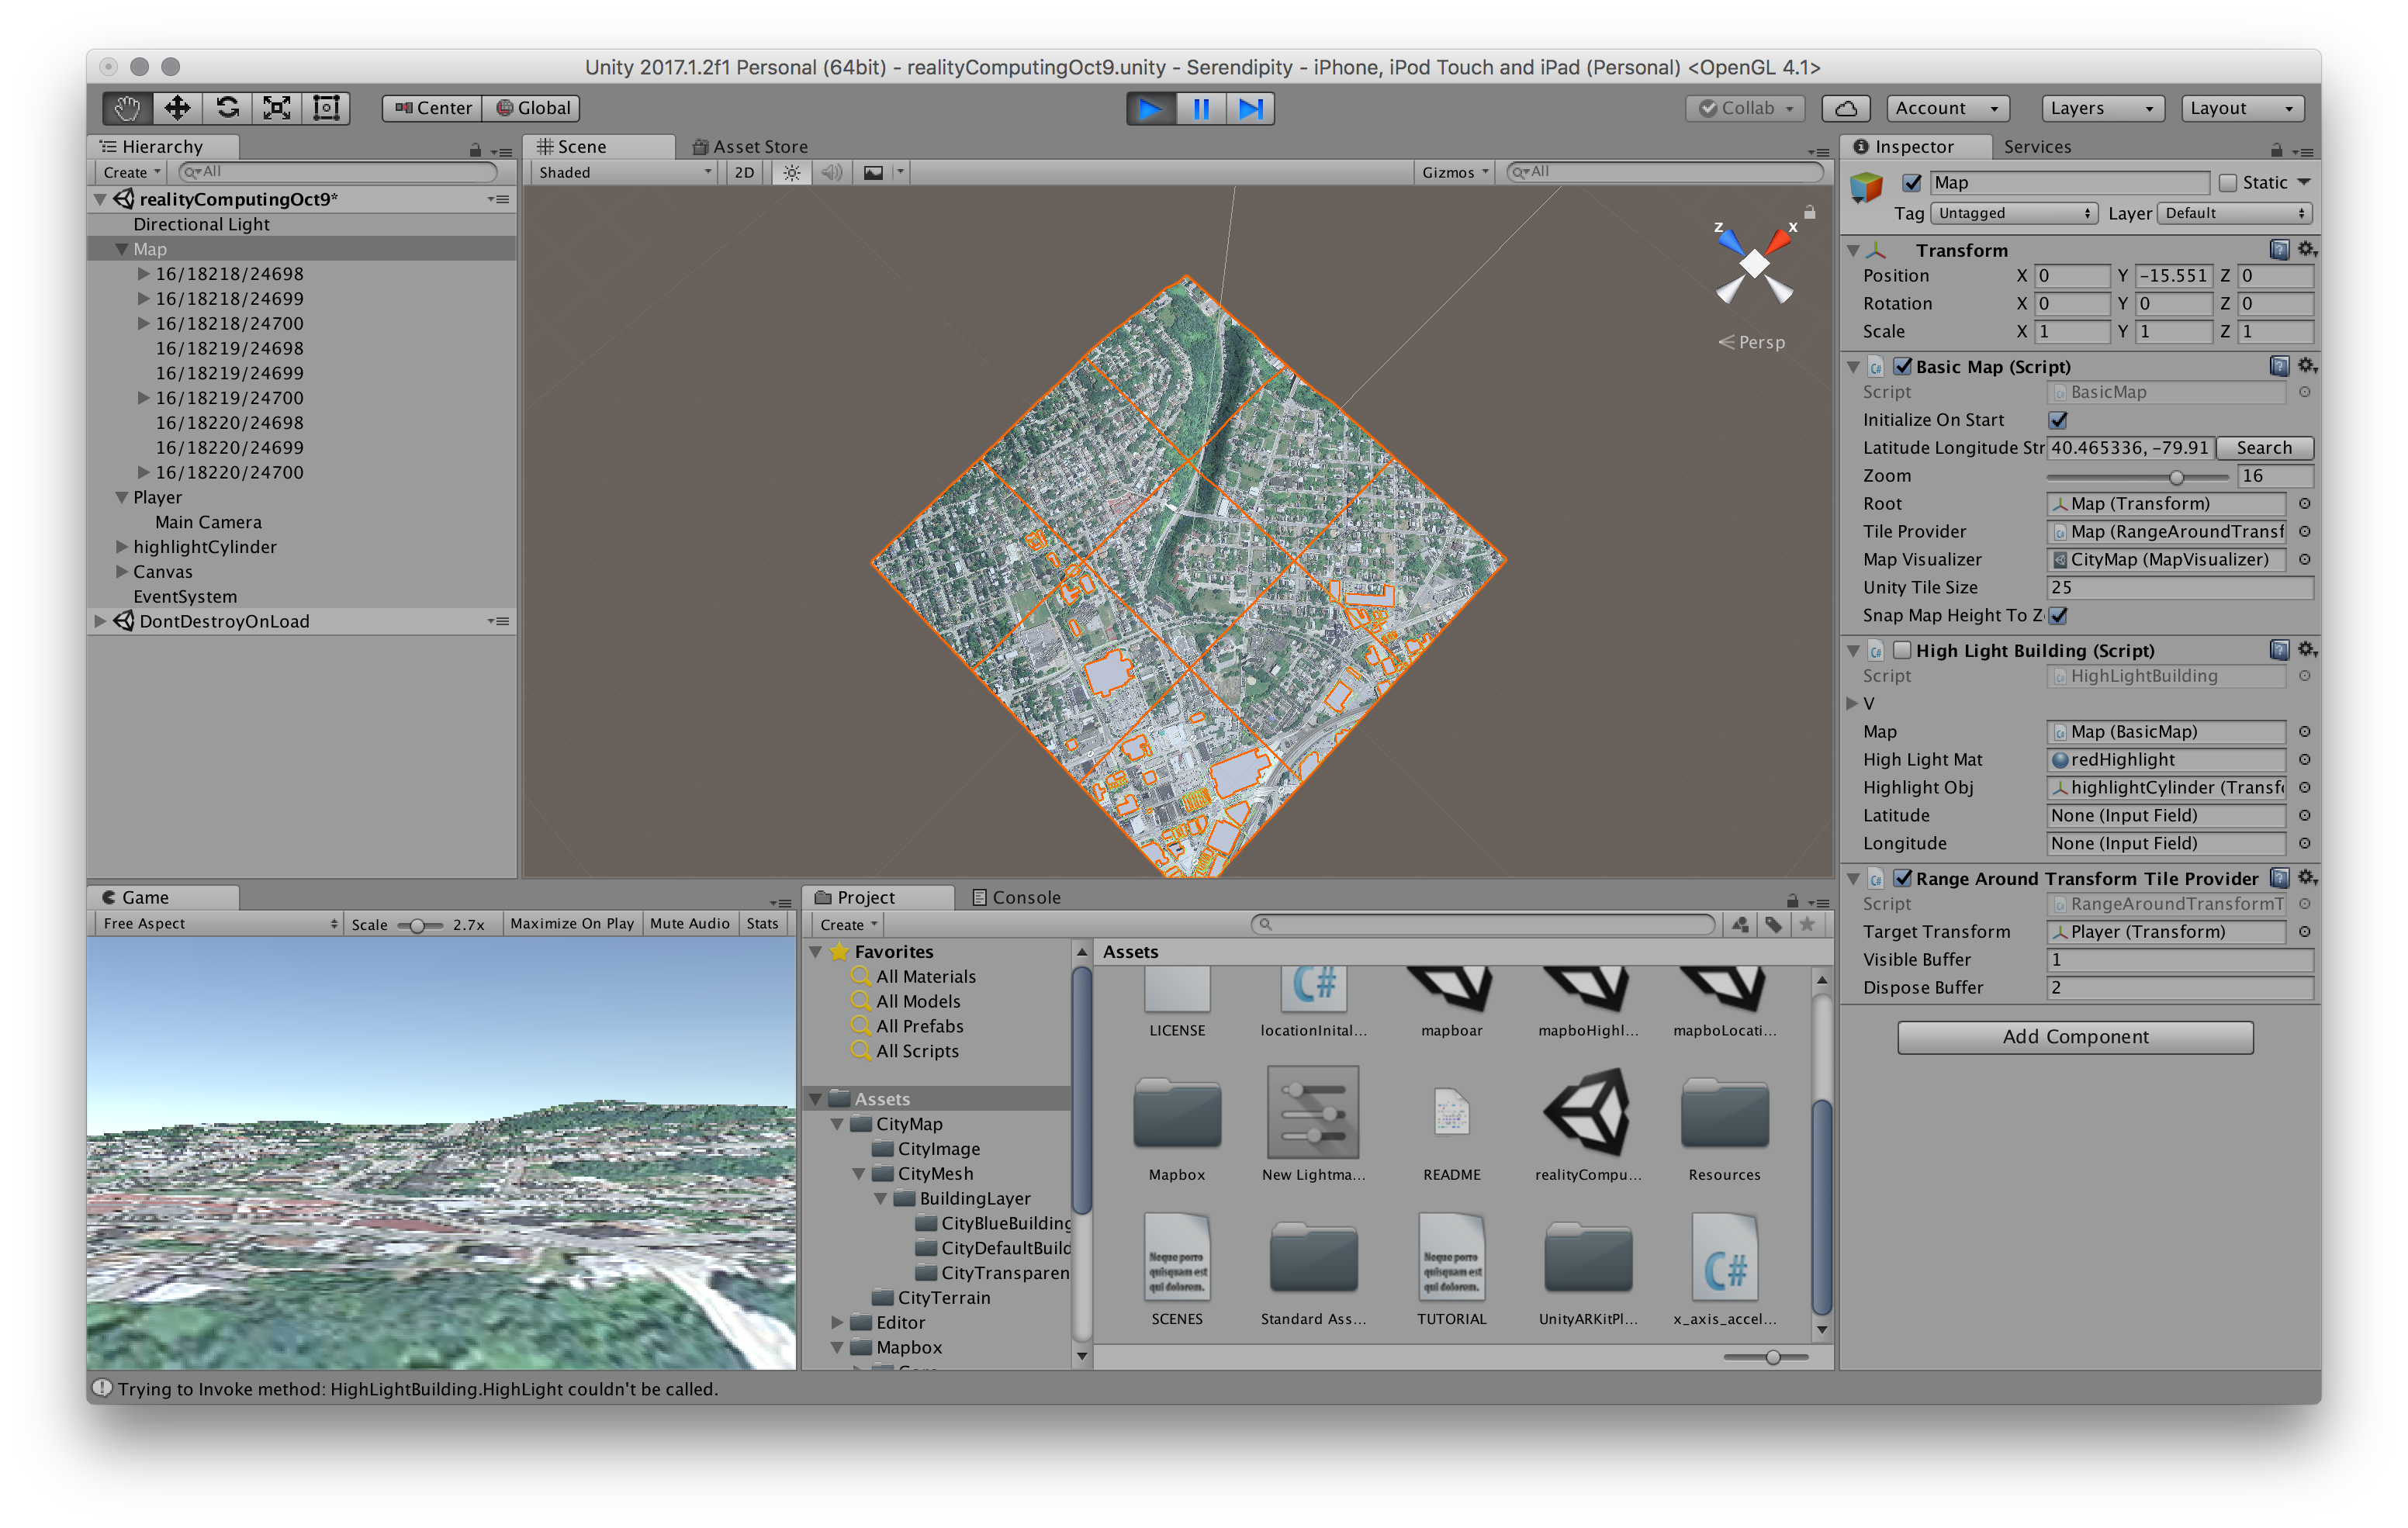 Unity 2017.1.2f1 Personal (64bit) - realityComputingOct9.unity - Serendipity - iPhone, iPod Touch and iPad (Personal) <OpenGL 4.1>
Center Global Collab Account Layers Layout
Hierarchy
Create All
realityComputingOct9*
Directional Light
Map
16/18218/24698
16/18218/24699
16/18218/24700
16/18219/24698
16/18219/24699
16/18219/24700
16/18220/24698
16/18220/24699
16/18220/24700
Player
Main Camera
highlightCylinder
Canvas
EventSystem
DontDestroyOnLoad
Scene Asset Store
Shaded 2D Gizmos All
z x
Persp
Inspector Services
Map Static
Tag Untagged Layer Default
Transform
Position X 0 Y -15.551 Z 0
Rotation X 0 Y 0 Z 0
Scale X 1 Y 1 Z 1
C# Basic Map (Script)
Script BasicMap
Initialize On Start
Latitude Longitude Str 40.465336, -79.91 Search
Zoom 16
Root Map (Transform)
Tile Provider Map (RangeAroundTransf
Map Visualizer CityMap (MapVisualizer)
Unity Tile Size 25
Snap Map Height To Z
C# High Light Building (Script)
Script HighLightBuilding
V
Map Map (BasicMap)
High Light Mat redHighlight
Highlight Obj highlightCylinder (Transf
Latitude None (Input Field)
Longitude None (Input Field)
C# Range Around Transform Tile Provider
Script RangeAroundTransformT
Target Transform Player (Transform)
Visible Buffer 1
Dispose Buffer 2
Add Component
Game
Free Aspect Scale 2.7x Maximize On Play Mute Audio Stats
Project Console
Create
Favorites
All Materials
All Models
All Prefabs
All Scripts
Assets
CityMap
CityImage
CityMesh
BuildingLayer
CityBlueBuilding
CityDefaultBuild
CityTransparen
CityTerrain
Editor
Mapbox
Assets
C#
LICENSE locationInital... mapboar mapboHighl... mapboLocati...
Mapbox New Lightma... README realityCompu... Resources
Neque porro quisquam est qui dolorem. Neque porro quisquam est qui dolorem. C#
SCENES Standard Ass... TUTORIAL UnityARKitPl... x_axis_accel...
Trying to Invoke method: HighLightBuilding.HighLight couldn't be called.